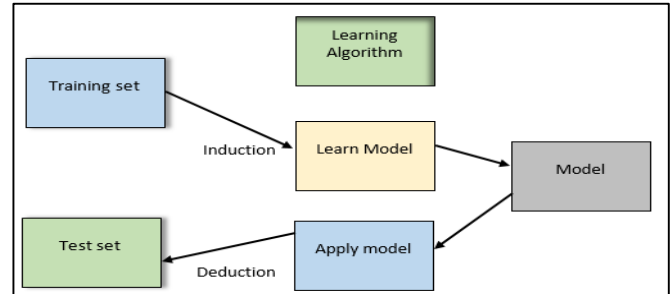 Learning
Algorithm
Training set
Induction
Learn Model
Model
Test set
Apply model
Deduction